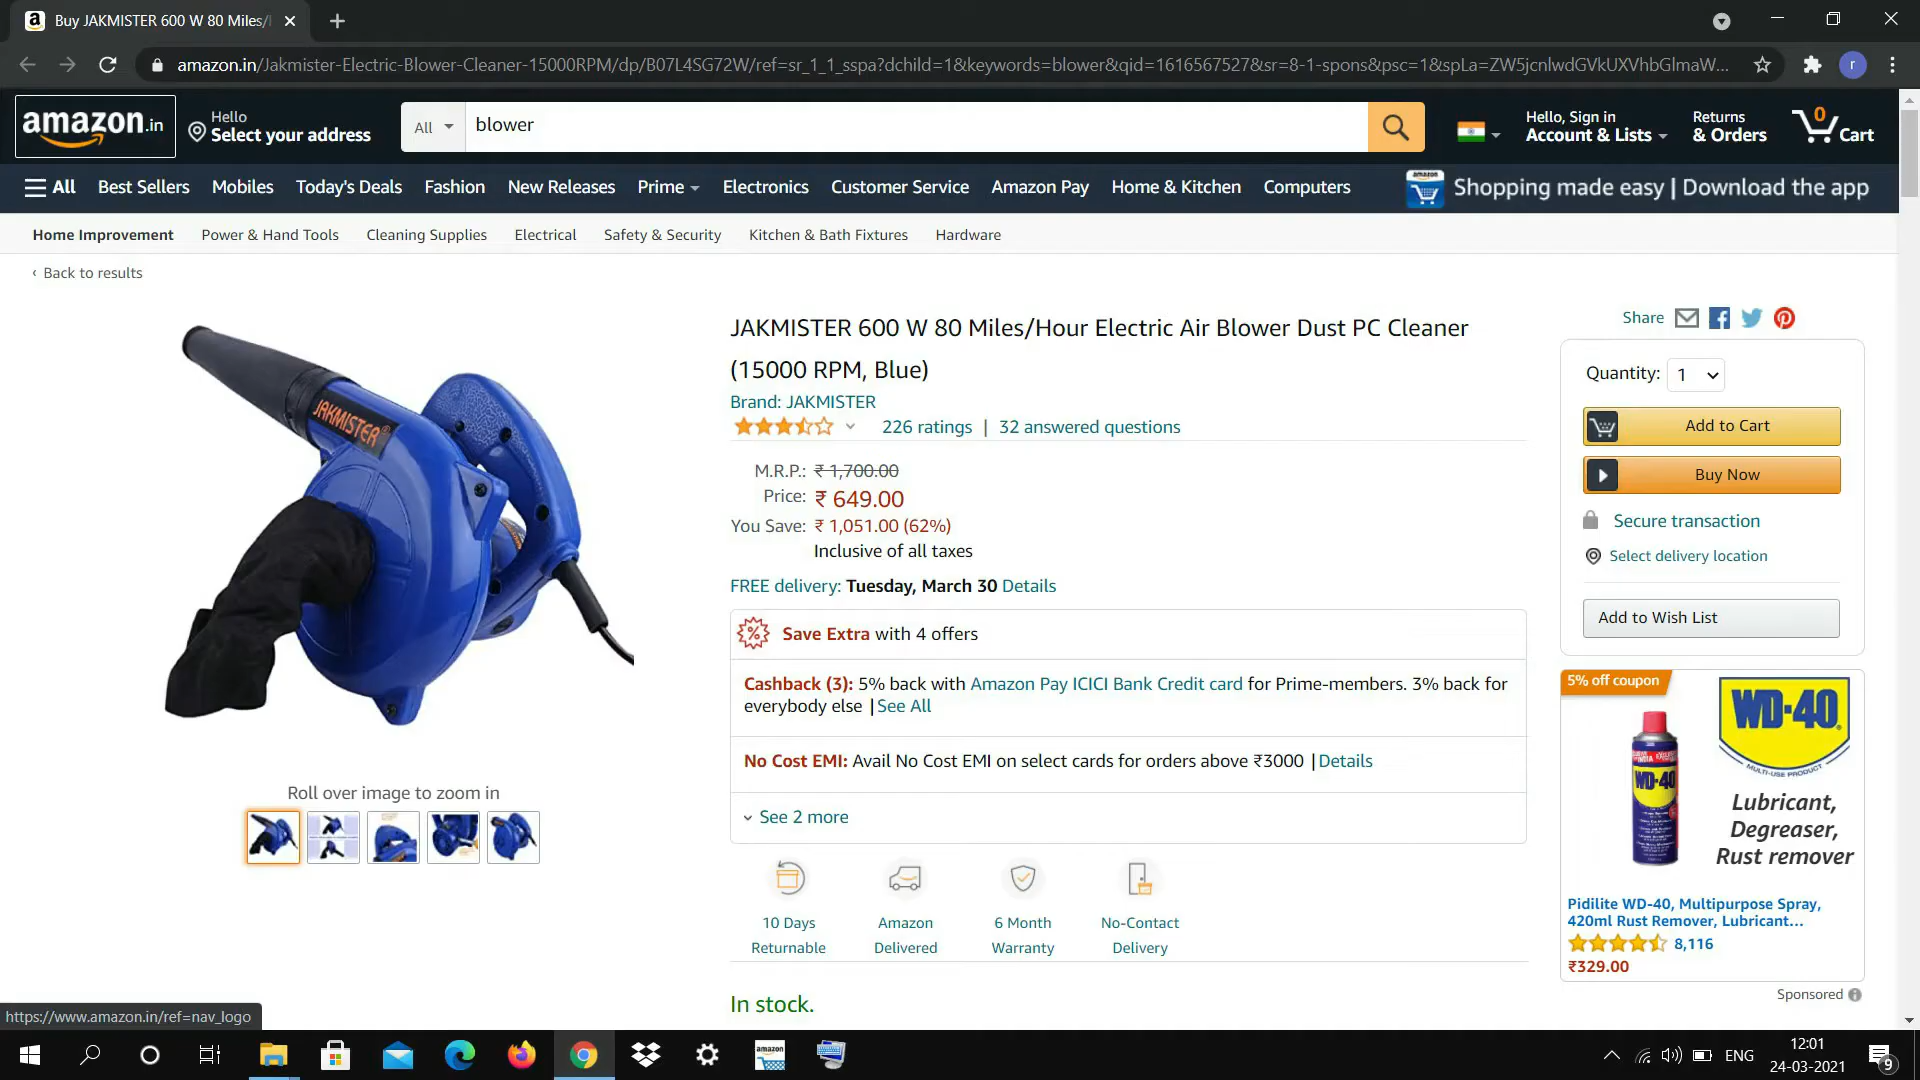 Buy JAKMISTER 600 W 80 Miles/
amazon.in/Jakmister-Electric-Blower-Cleaner-15000RPM/dp/B07L4SG72W/ref=sr_1_1_sspa?dchild=1&keywords=blower&qid=1616567527&sr=8-1-spons&psc=1&spLa=ZW5jcnlwdGVkUXVhbGlmaW...
r
amazon.in
Hello
Select your address
All
blower
Hello, Sign in
Account & Lists
Returns
& Orders
0
Cart
All Best Sellers Mobiles Today's Deals Fashion New Releases Prime Electronics Customer Service Amazon Pay Home & Kitchen Computers
amazon
Shopping made easy | Download the app
Home Improvement Power & Hand Tools Cleaning Supplies Electrical Safety & Security Kitchen & Bath Fixtures Hardware
‹ Back to results
JAKMISTER®
Roll over image to zoom in
JAKMISTER 600 W 80 Miles/Hour Electric Air Blower Dust PC Cleaner
(15000 RPM, Blue)
Brand: JAKMISTER
226 ratings | 32 answered questions
M.R.P.: ₹ 1,700.00
Price: ₹ 649.00
You Save: ₹ 1,051.00 (62%)
Inclusive of all taxes
FREE delivery: Tuesday, March 30 Details
Save Extra with 4 offers
Cashback (3): 5% back with Amazon Pay ICICI Bank Credit card for Prime-members. 3% back for
everybody else |See All
No Cost EMI: Avail No Cost EMI on select cards for orders above ₹3000 |Details
See 2 more
10 Days
Returnable
Amazon
Delivered
6 Month
Warranty
No-Contact
Delivery
In stock.
Share
Quantity: 1
Add to Cart
Buy Now
Secure transaction
Select delivery location
Add to Wish List
5% off coupon
WD-40
MULTI-USE PRODUCT
WD-40
Lubricant,
Degreaser,
Rust remover
Pidilite WD-40, Multipurpose Spray,
420ml Rust Remover, Lubricant...
8,116
₹329.00
Sponsored
https://www.amazon.in/ref=nav_logo
amazon
ENG
12:01
24-03-2021
9